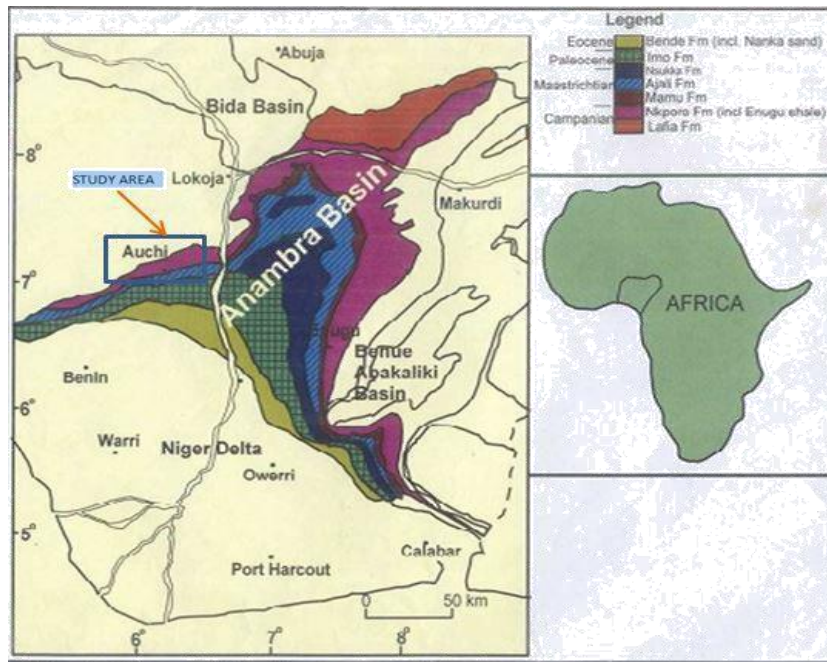 Legend
Eocene
Bende Fm (incl. Nanka sand)
Paleocene
Imo Fm
Nsukka Fm
Maastrichtian
Ajali Fm
Mamu Fm
Campanian
Nkporo Fm (incl Enugu shale)
Lafia Fm
Abuja
Bida Basin
8°
Lokoja
STUDY AREA
Makurdi
Auchi
7°
Anambra Basin
AFRICA
Benin
Benue
Abakaliki
Basin
6°
Warri
Niger Delta
Owerri
5°
Calabar
Port Harcout
0
50 km
6°
7°
8°